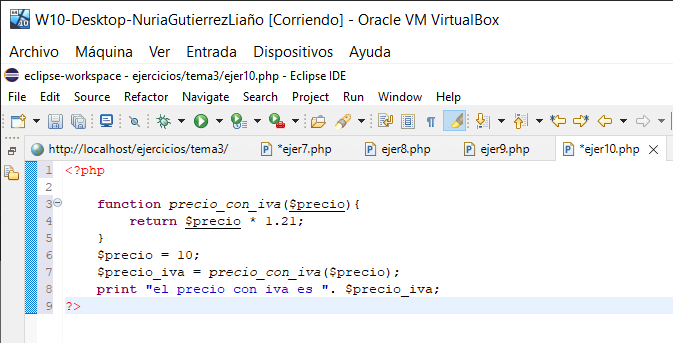 W10-Desktop-NuriaGutierrezLiaño [Corriendo] - Oracle VM VirtualBox
Archivo Máquina Ver Entrada Dispositivos Ayuda
eclipse-workspace - ejercicios/tema3/ejer10.php - Eclipse IDE
File Edit Source Refactor Navigate Search Project Run Window Help
http://localhost/ejercicios/tema3/ *ejer7.php ejer8.php ejer9.php *ejer10.php
1 <?php
2
3 function precio_con_iva($precio){
4 return $precio * 1.21;
5 }
6 $precio = 10;
7 $precio_iva = precio_con_iva($precio);
8 print "el precio con iva es ". $precio_iva;
9 ?>